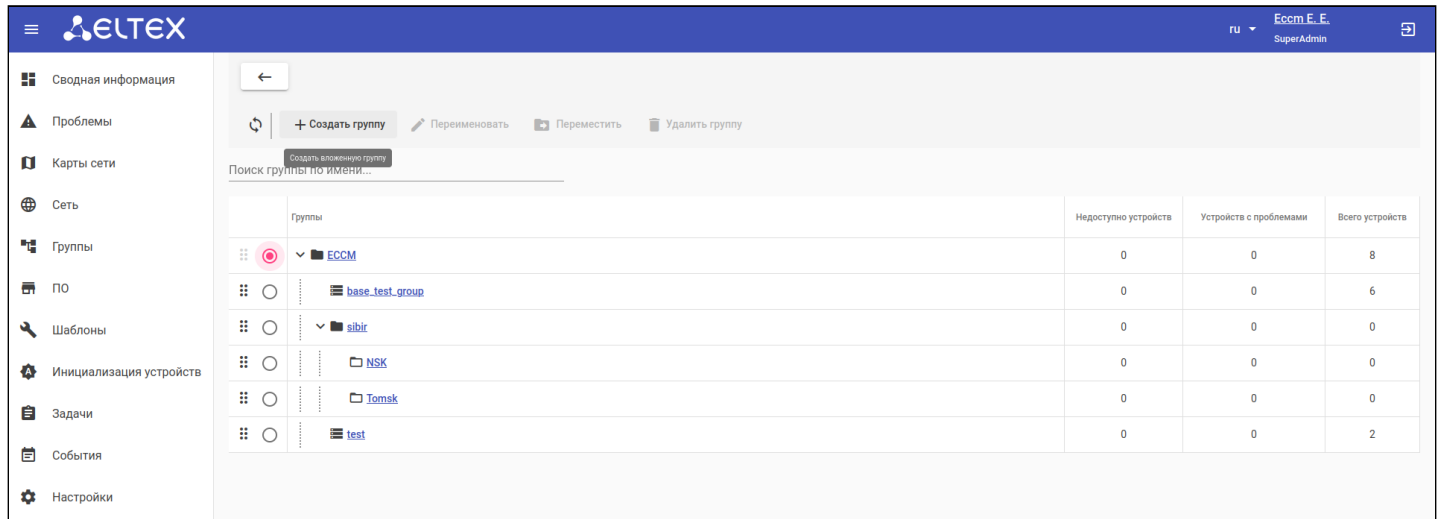 ELTEX
ru
Eccm E. E.
SuperAdmin
Сводная информация
Проблемы
Карты сети
Сеть
Группы
ПО
Шаблоны
Инициализация устройств
Задачи
События
Настройки
Создать группу
Переименовать
Переместить
Удалить группу
Создать вложенную группу
Поиск группы по имени...
Группы Недоступно устройств Устройств с проблемами Всего устройств
ECCM 0 0 8
base_test_group 0 0 6
sibir 0 0 0
NSK 0 0 0
Tomsk 0 0 0
test 0 0 2